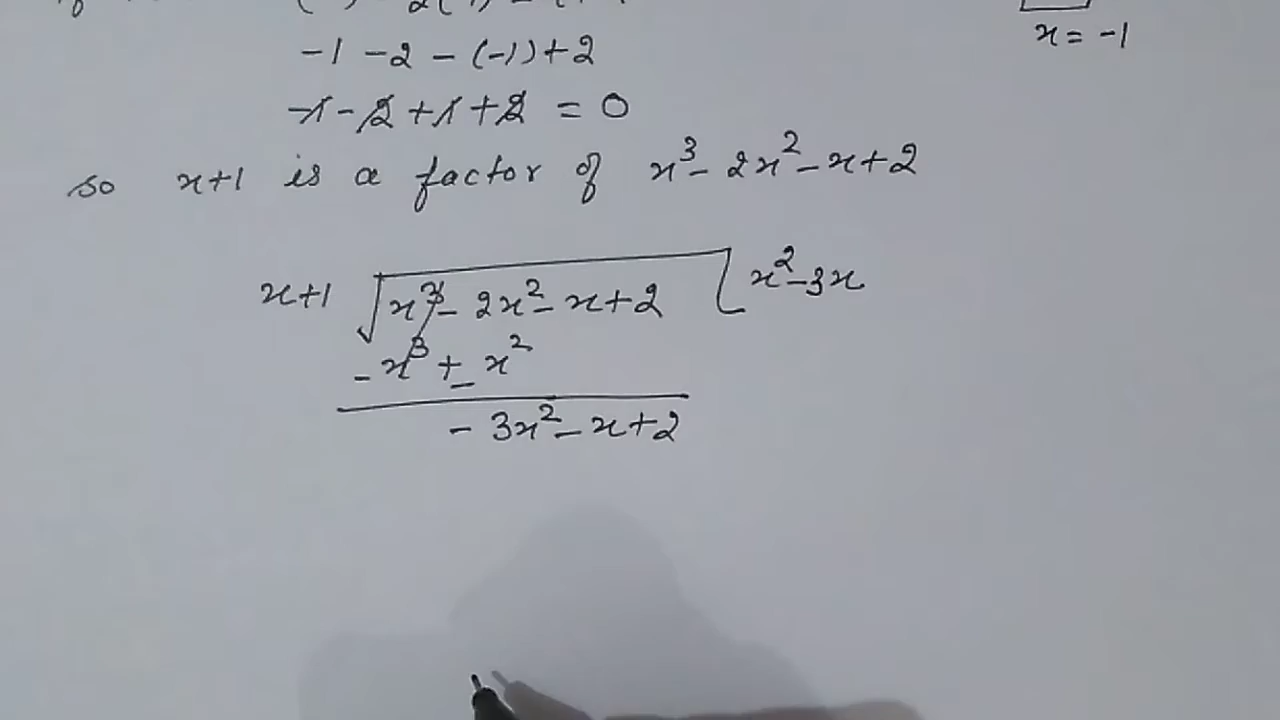 x = -1
-1 -2 - (-1) + 2
-1 - 2 + 1 + 2 = 0
so x+1 is a factor of x³ - 2x² - x + 2
x+1 x³ - 2x² - x + 2 x² - 3x
- x³ + - x²
- 3x² - x + 2